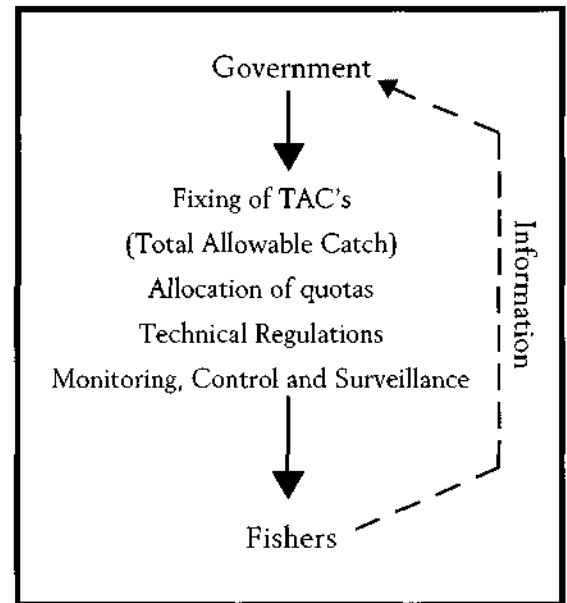 Government
Fixing of TAC's
(Total Allowable Catch)
Allocation of quotas
Technical Regulations
Monitoring, Control and Surveillance
Information
Fishers